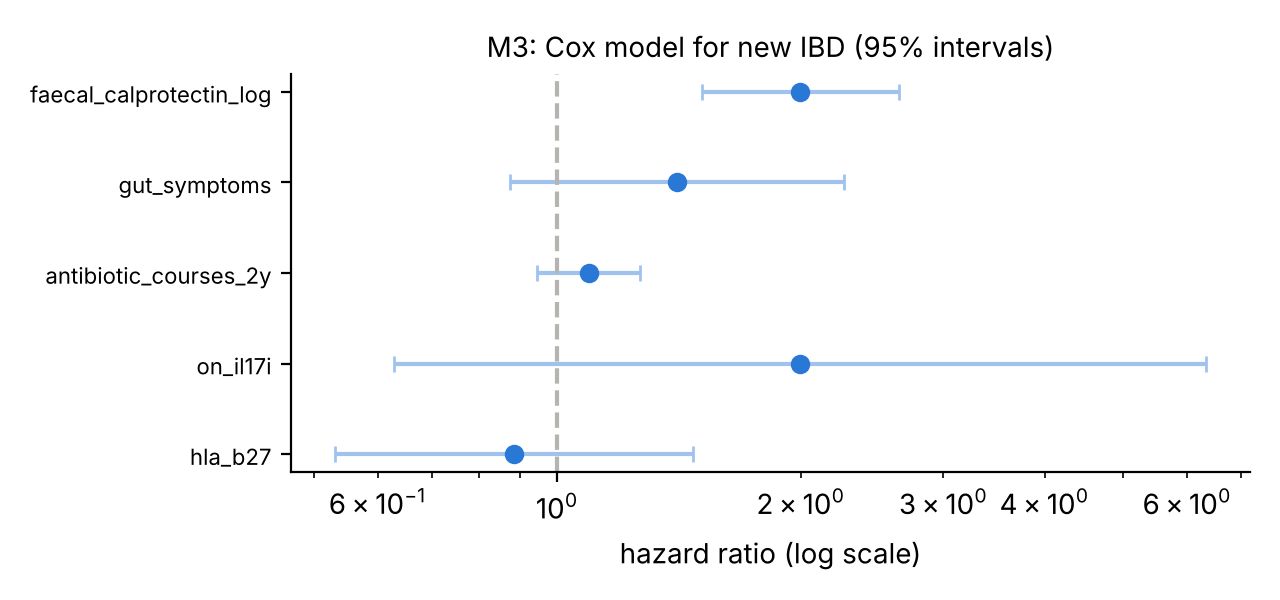 M3: Cox model for new IBD (95% intervals)
faecal_calprotectin_log
gut_symptoms
antibiotic_courses_2y
on_il17i
hla_b27
6 × 10⁻¹ 10⁰ 2 × 10⁰ 3 × 10⁰ 4 × 10⁰ 6 × 10⁰
hazard ratio (log scale)